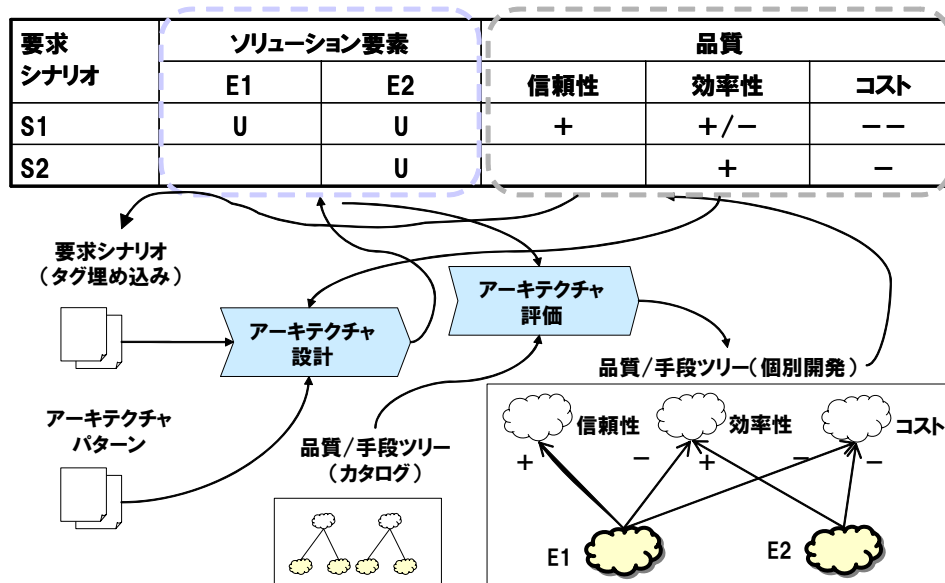 要求
シナリオ
ソリューション要素
品質
E1
E2
信頼性
効率性
コスト
S1
U
U
+
+/−
−−
S2
U
+
−
要求シナリオ
(タグ埋め込み)
アーキテクチャ
設計
アーキテクチャ
評価
アーキテクチャ
パターン
品質/手段ツリー
(カタログ)
品質/手段ツリー(個別開発)
信頼性
効率性
コスト
+
−
+
−
−
E1
E2